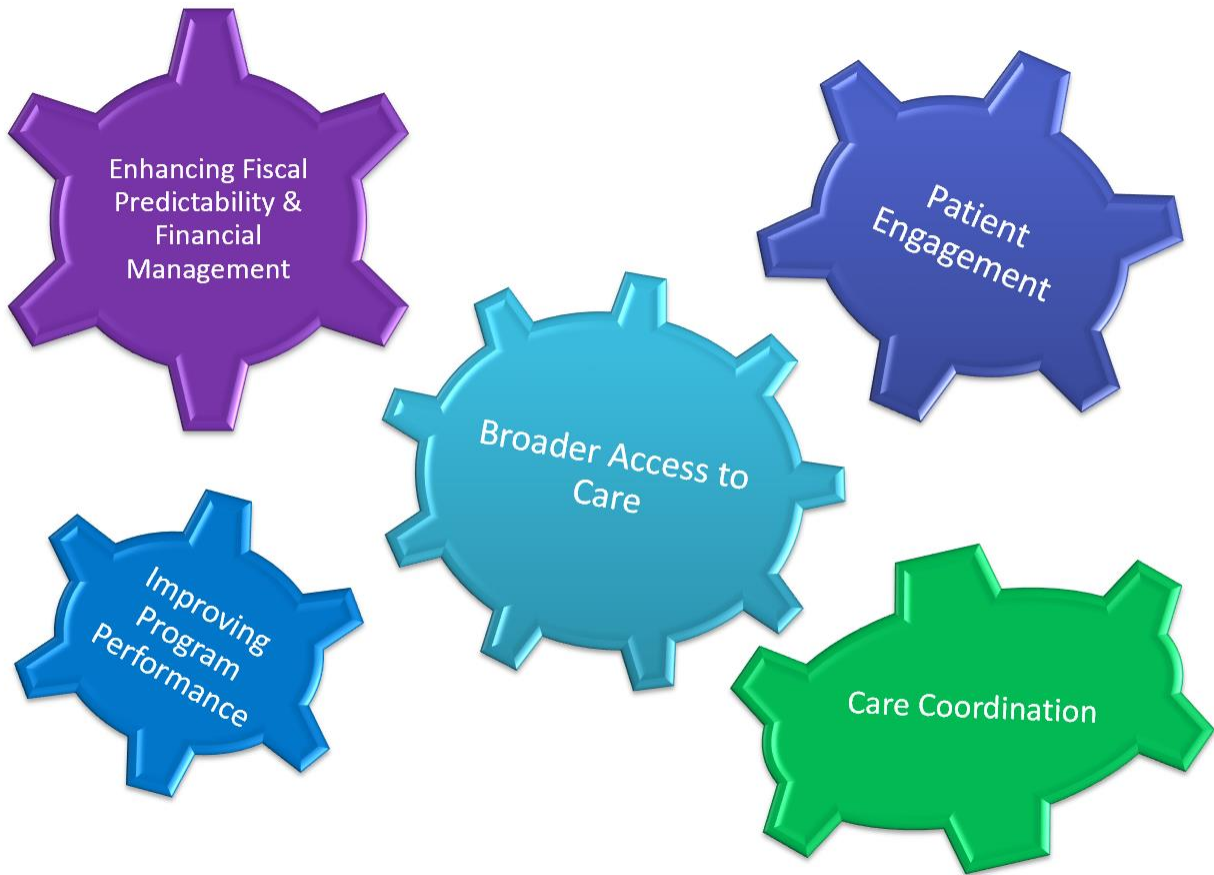 Enhancing Fiscal
Predictability &
Financial
Management
Patient
Engagement
Broader Access to
Care
Improving
Program
Performance
Care Coordination